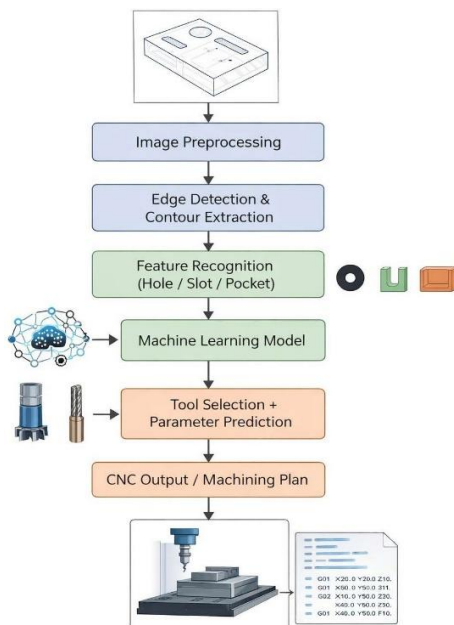 Image Preprocessing
Edge Detection &
Contour Extraction
Feature Recognition
(Hole / Slot / Pocket)
Machine Learning Model
Tool Selection +
Parameter Prediction
CNC Output / Machining Plan
G01 X20.0 Y20.0 Z10.
G01 X60.0 Y50.0
G02 X10.0 Y50.0 Z30.
X40.0 Y60.0 Z30.
G01 X40.0 Y50.0 F10.